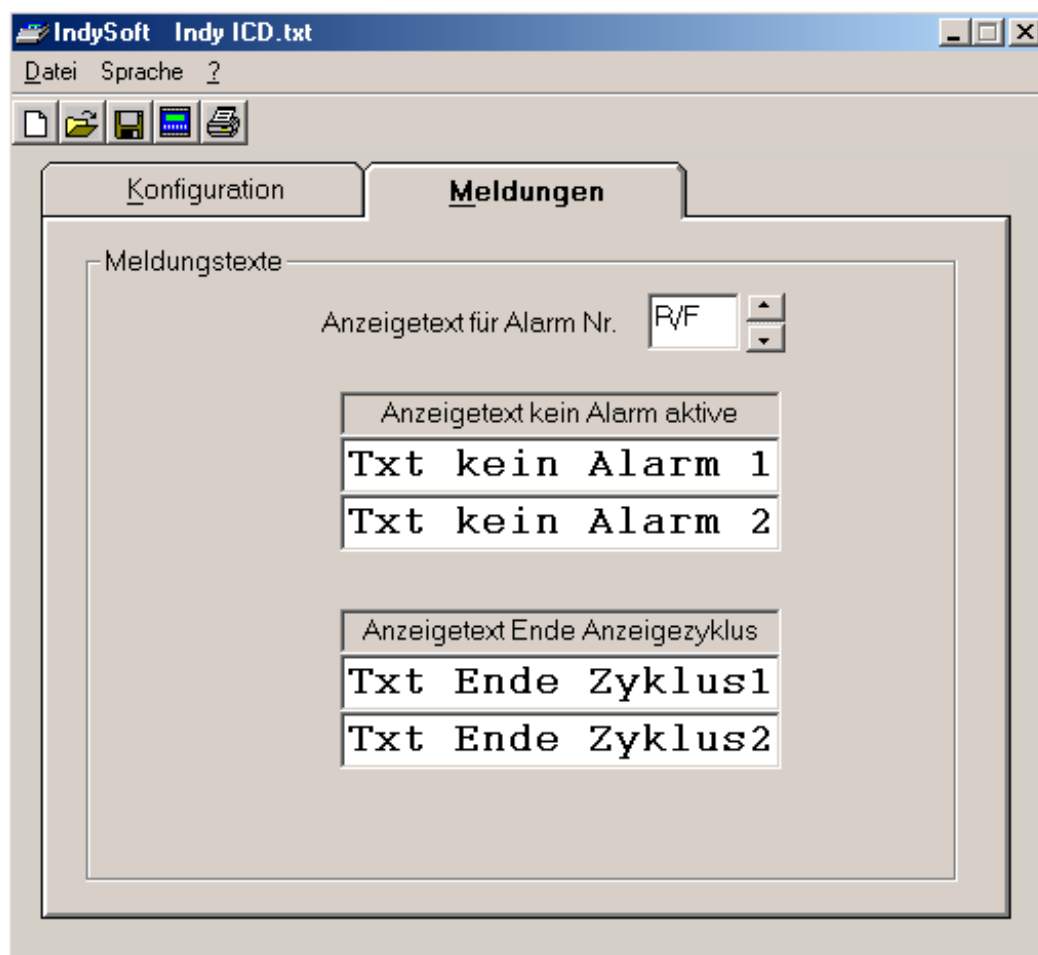 IndySoft Indy ICD.txt
Datei Sprache ?
Konfiguration Meldungen
Meldungstexte
Anzeigetext für Alarm Nr. R/F
Anzeigetext kein Alarm aktive
Txt kein Alarm 1
Txt kein Alarm 2
Anzeigetext Ende Anzeigezyklus
Txt Ende Zyklus1
Txt Ende Zyklus2